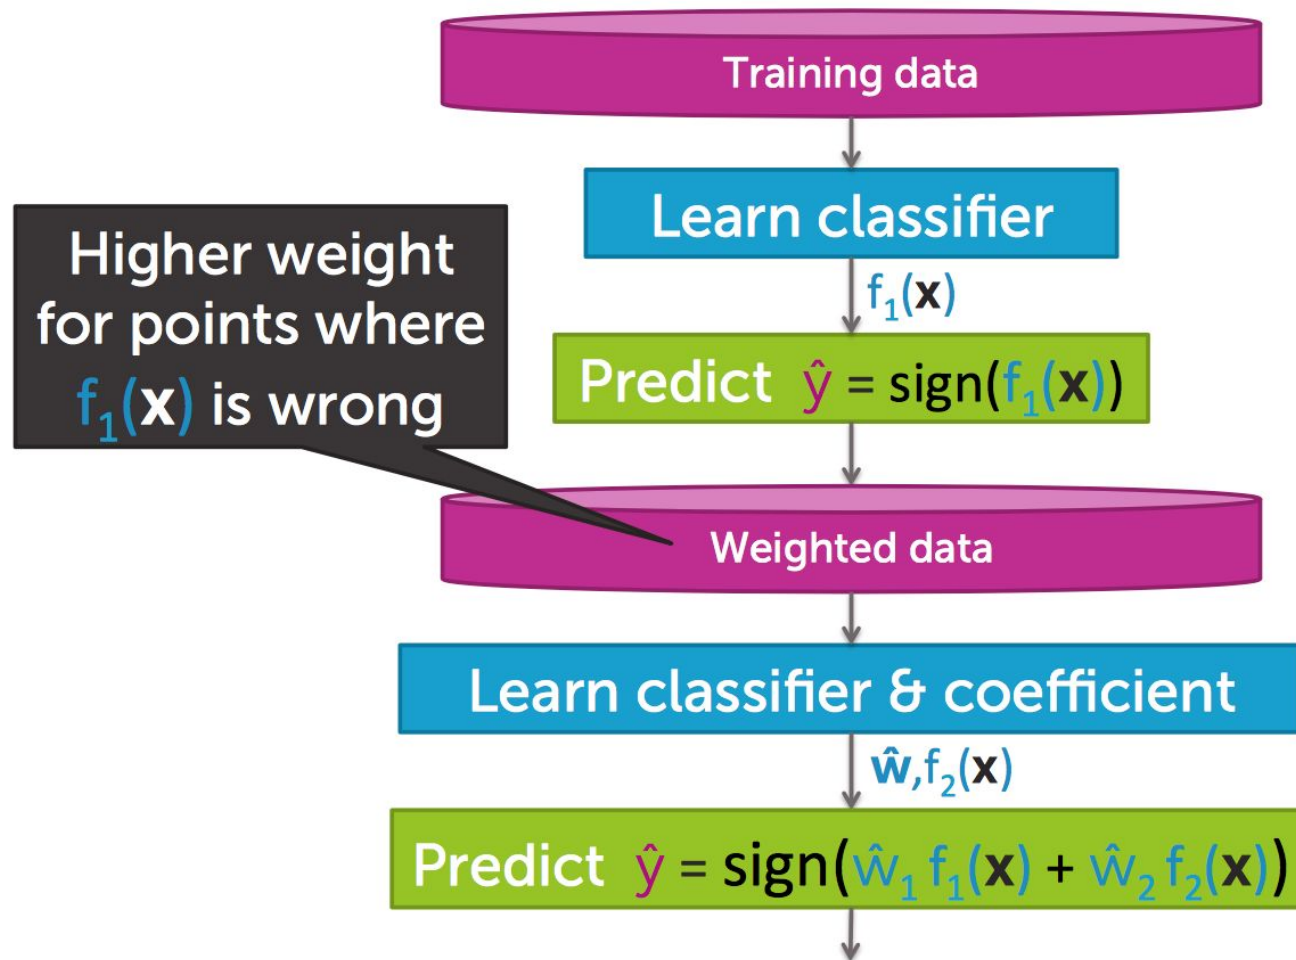 Training data
Learn classifier
f₁(x)
Higher weight
for points where
f₁(x) is wrong
Predict ŷ = sign(f₁(x))
Weighted data
Learn classifier & coefficient
ŵ,f₂(x)
Predict ŷ = sign(ŵ₁ f₁(x) + ŵ₂ f₂(x))